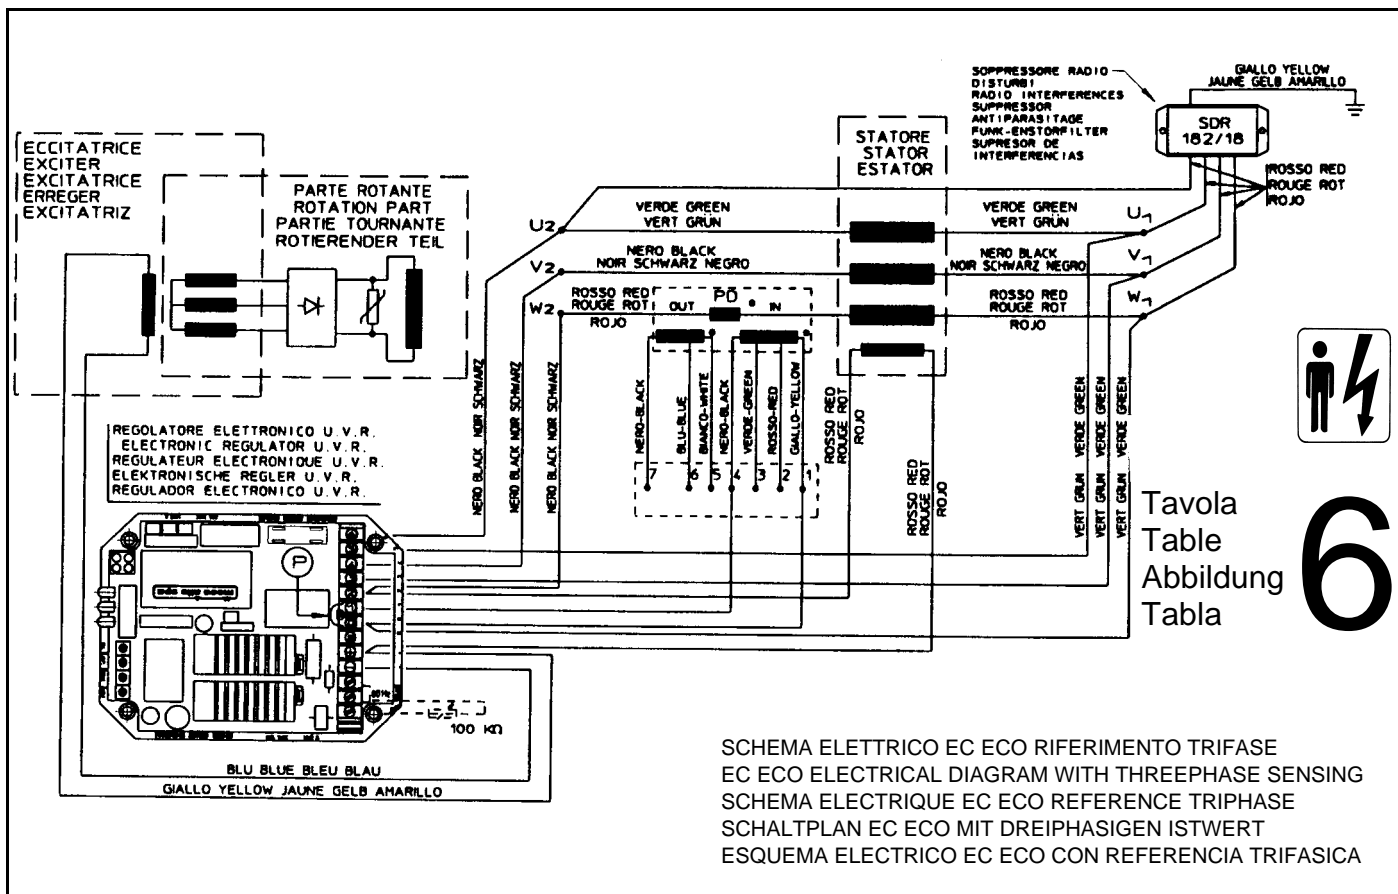 SOPPRESSORE RADIO
DISTURBI
RADIO INTERFERENCES
SUPPRESSOR
ANTIPARASITAGE
FUNK-ENSTORFILTER
SUPRESOR DE
INTERFERENCIAS
GIALLO YELLOW
JAUNE GELB AMARILLO
SDR
182/18
ROSSO RED
ROUGE ROT
ROJO
ECCITATRICE
EXCITER
EXCITATRICE
ERREGER
EXCITATRIZ
PARTE ROTANTE
ROTATION PART
PARTIE TOURNANTE
ROTIERENDER TEIL
STATORE
STATOR
ESTATOR
U2
VERDE GREEN
VERT GRÜN
VERDE GREEN
VERT GRÜN
U1
V2
NERO BLACK
NOIR SCHWARZ NEGRO
NERO BLACK
NOIR SCHWARZ NEGRO
V1
W2
ROSSO RED
ROUGE ROT
ROJO
OUT
PD
IN
ROSSO RED
ROUGE ROT
ROJO
W1
NERO BLACK NOIR SCHWARZ
NERO BLACK NOIR SCHWARZ
NERO BLACK NOIR SCHWARZ
NERO-BLACK
BLU-BLUE
BIANCO-WHITE
NERO-BLACK
VERDE-GREEN
ROSSO-RED
GIALLO-YELLOW
7 6 5 4 3 2 1
ROSSO RED
ROUGE ROT
ROJO
ROSSO RED
ROUGE ROT
ROJO
VERT GRUN VERDE GREEN
VERT GRUN VERDE GREEN
VERT GRUN VERDE GREEN
REGOLATORE ELETTRONICO U.V.R.
ELECTRONIC REGULATOR U.V.R.
REGULATEUR ELECTRONIQUE U.V.R.
ELEKTRONISCHE REGLER U.V.R.
REGULADOR ELECTRONICO U.V.R.
P
100 KΩ
BLU BLUE BLEU BLAU
GIALLO YELLOW JAUNE GELB AMARILLO
Tavola
Table
Abbildung
Tabla
6
SCHEMA ELETTRICO EC ECO RIFERIMENTO TRIFASE
EC ECO ELECTRICAL DIAGRAM WITH THREEPHASE SENSING
SCHEMA ELECTRIQUE EC ECO REFERENCE TRIPHASE
SCHALTPLAN EC ECO MIT DREIPHASIGEN ISTWERT
ESQUEMA ELECTRICO EC ECO CON REFERENCIA TRIFASICA